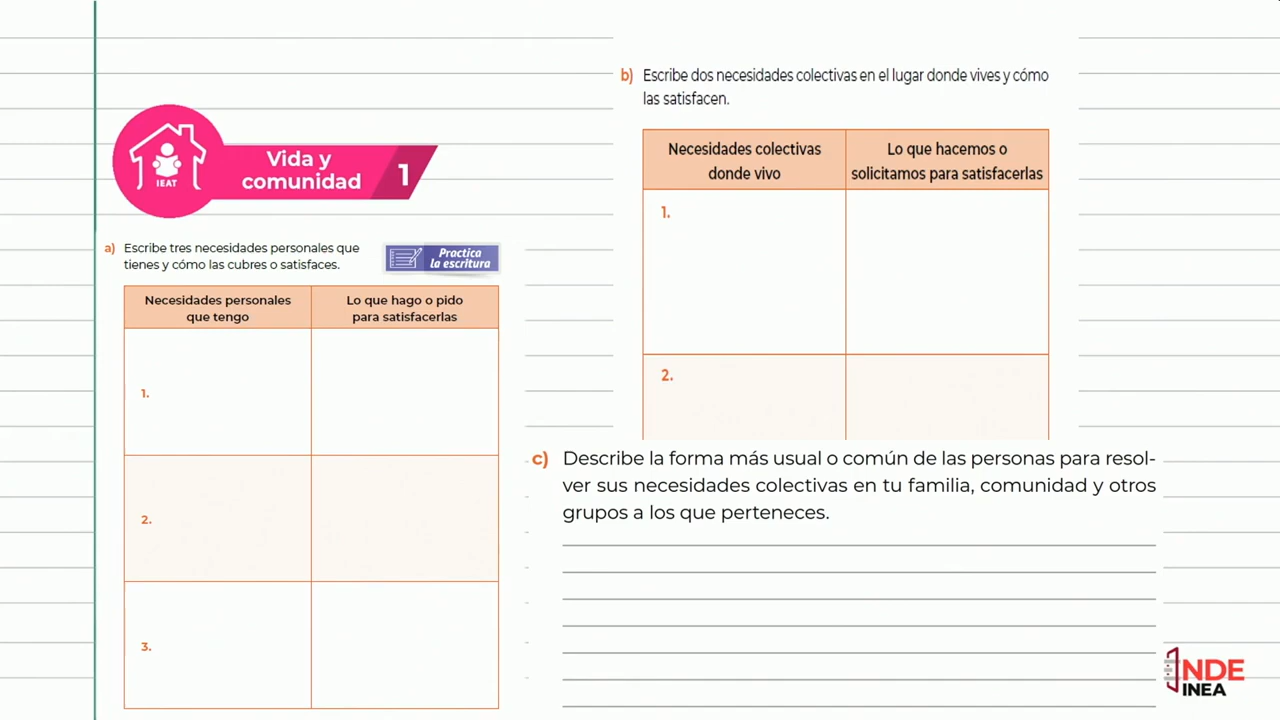 Vida y
comunidad
1
IEAT
a) Escribe tres necesidades personales que
tienes y cómo las cubres o satisfaces.
Practica
la escritura
Necesidades personales
que tengo
Lo que hago o pido
para satisfacerlas
1.
2.
3.
b) Escribe dos necesidades colectivas en el lugar donde vives y cómo
las satisfacen.
Necesidades colectivas
donde vivo
Lo que hacemos o
solicitamos para satisfacerlas
1.
2.
c) Describe la forma más usual o común de las personas para resol-
ver sus necesidades colectivas en tu familia, comunidad y otros
grupos a los que perteneces.
INDE
INEA